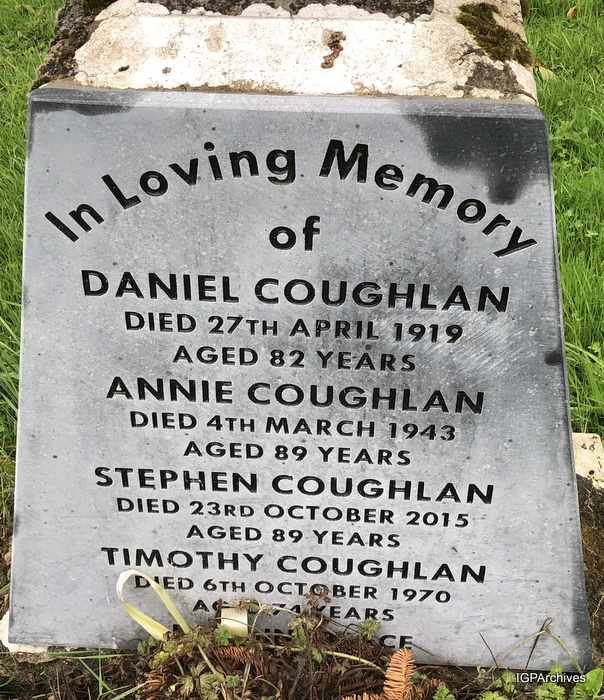 In Loving Memory
of
DANIEL COUGHLAN
DIED 27TH APRIL 1919
AGED 82 YEARS
ANNIE COUGHLAN
DIED 4TH MARCH 1943
AGED 89 YEARS
STEPHEN COUGHLAN
DIED 23RD OCTOBER 2015
AGED 89 YEARS
TIMOTHY COUGHLAN
DIED 6TH OCTOBER 1970
AGED 74 YEARS
IGPArchives